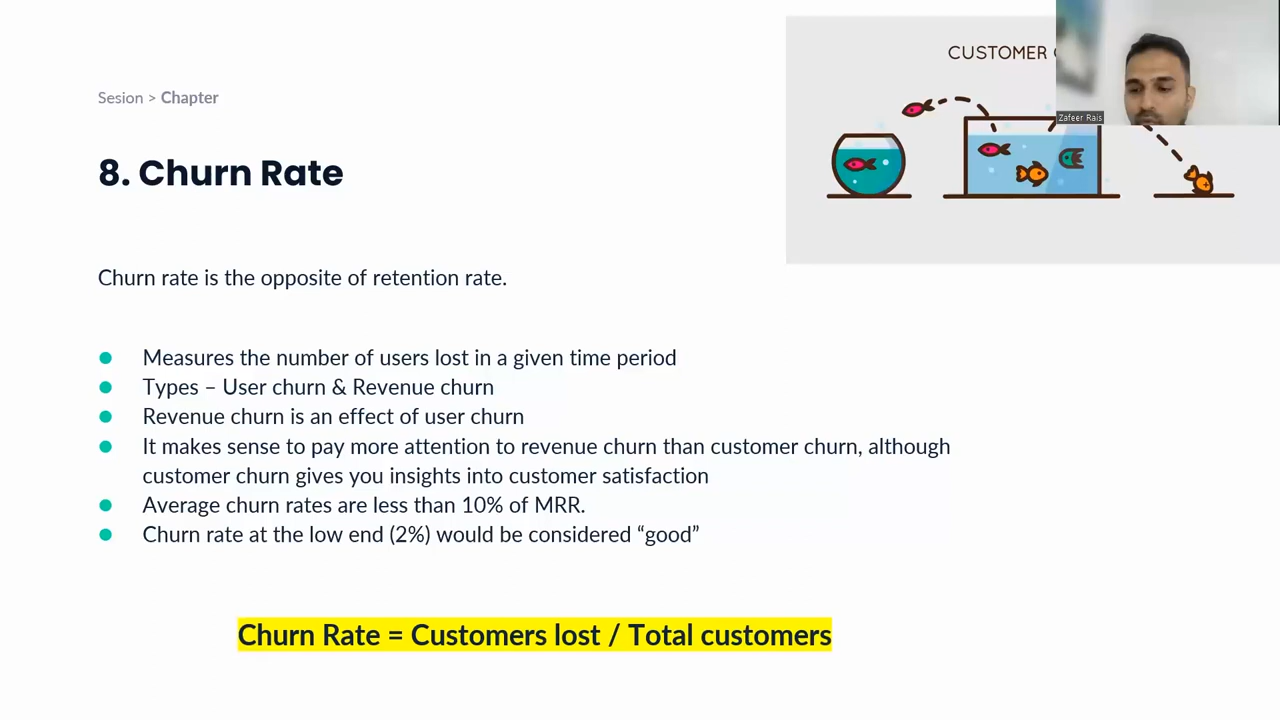 CUSTOMER
Zafeer Rais
Sesion > Chapter
8. Churn Rate
Churn rate is the opposite of retention rate.
● Measures the number of users lost in a given time period
● Types – User churn & Revenue churn
● Revenue churn is an effect of user churn
● It makes sense to pay more attention to revenue churn than customer churn, although
customer churn gives you insights into customer satisfaction
● Average churn rates are less than 10% of MRR.
● Churn rate at the low end (2%) would be considered “good”
Churn Rate = Customers lost / Total customers